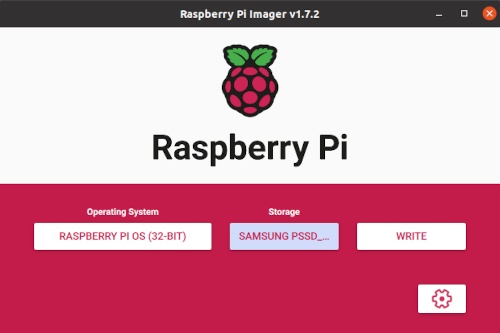 Raspberry Pi Imager v1.7.2
Raspberry Pi
Operating System
Storage
RASPBERRY PI OS (32-BIT)
SAMSUNG PSSD_...
WRITE